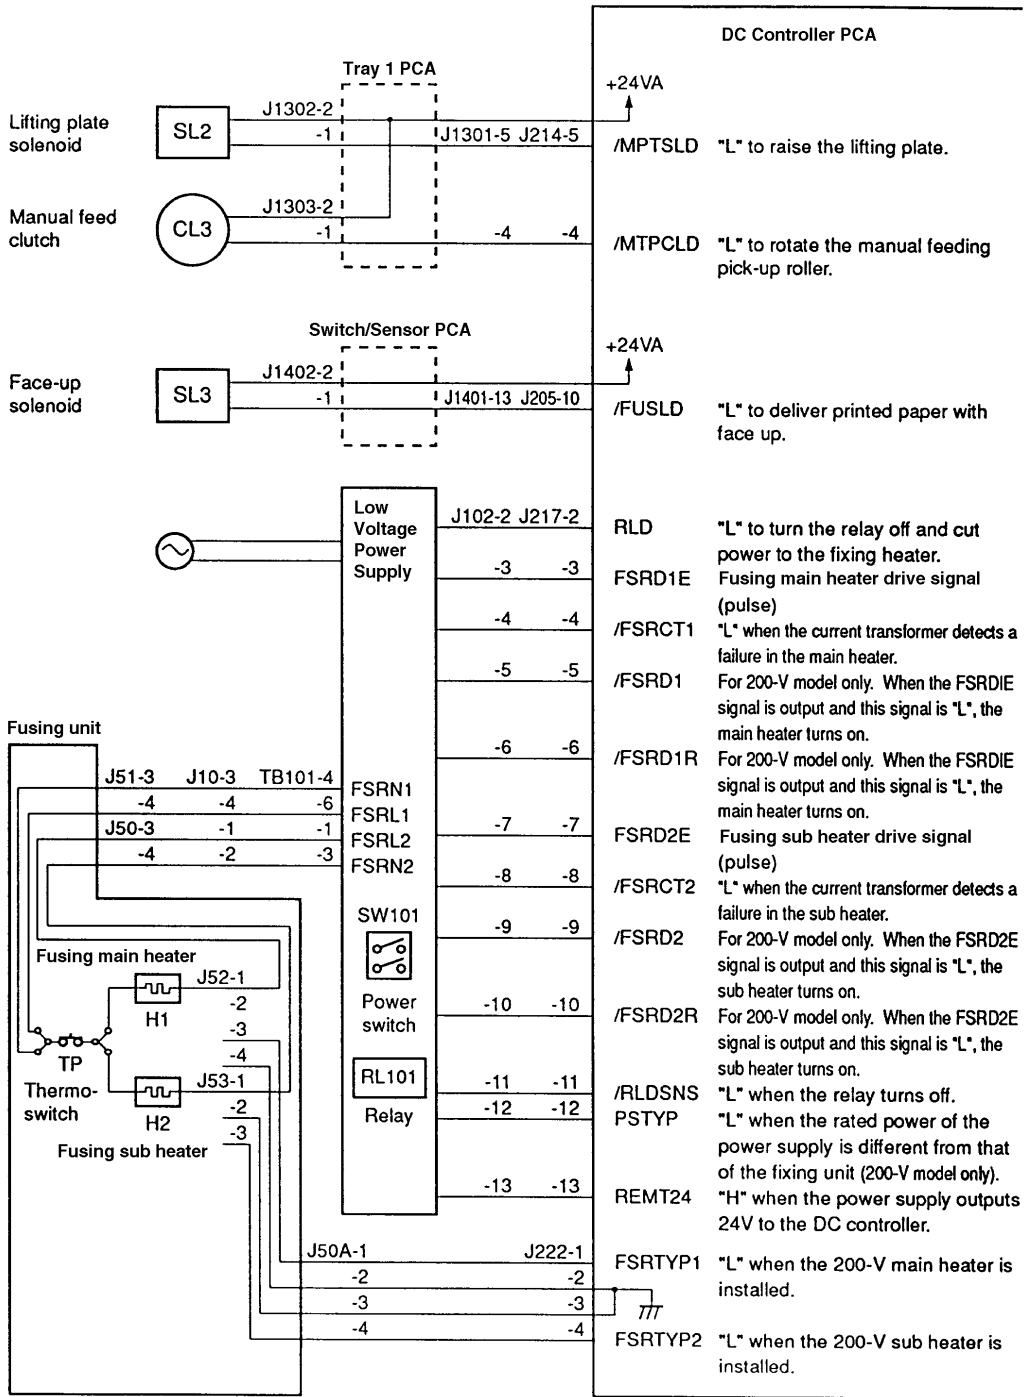 DC Controller PCA
Tray 1 PCA
+24VA
Lifting plate
solenoid
SL2
J1302-2
-1
J1301-5 J214-5
/MPTSLD
"L" to raise the lifting plate.
Manual feed
clutch
CL3
J1303-2
-1
-4
-4
/MTPCLD
"L" to rotate the manual feeding
pick-up roller.
Switch/Sensor PCA
+24VA
Face-up
solenoid
SL3
J1402-2
-1
J1401-13 J205-10
/FUSLD
"L" to deliver printed paper with
face up.
Low
Voltage
Power
Supply
J102-2 J217-2
RLD
"L" to turn the relay off and cut
power to the fixing heater.
-3
-3
FSRD1E
Fusing main heater drive signal
(pulse)
-4
-4
/FSRCT1
"L" when the current transformer detects a
failure in the main heater.
-5
-5
/FSRD1
For 200-V model only. When the FSRDIE
signal is output and this signal is "L", the
main heater turns on.
-6
-6
/FSRD1R
For 200-V model only. When the FSRDIE
signal is output and this signal is "L", the
main heater turns on.
-7
-7
FSRD2E
Fusing sub heater drive signal
(pulse)
-8
-8
/FSRCT2
"L" when the current transformer detects a
failure in the sub heater.
-9
-9
/FSRD2
For 200-V model only. When the FSRD2E
signal is output and this signal is "L", the
sub heater turns on.
-10
-10
/FSRD2R
For 200-V model only. When the FSRD2E
signal is output and this signal is "L", the
sub heater turns on.
-11
-11
/RLDSNS
"L" when the relay turns off.
-12
-12
PSTYP
"L" when the rated power of the
power supply is different from that
of the fixing unit (200-V model only).
-13
-13
REMT24
"H" when the power supply outputs
24V to the DC controller.
Fusing unit
J51-3
J10-3
TB101-4
FSRN1
-4
-4
-6
FSRL1
J50-3
-1
-1
FSRL2
-4
-2
-3
FSRN2
SW101
Power
switch
RL101
Relay
Fusing main heater
J52-1
-2
-3
-4
H1
TP
Thermo-
switch
J53-1
-2
-3
H2
Fusing sub heater
J50A-1
J222-1
FSRTYP1
"L" when the 200-V main heater is
installed.
-2
-2
-3
-3
-4
-4
FSRTYP2
"L" when the 200-V sub heater is
installed.